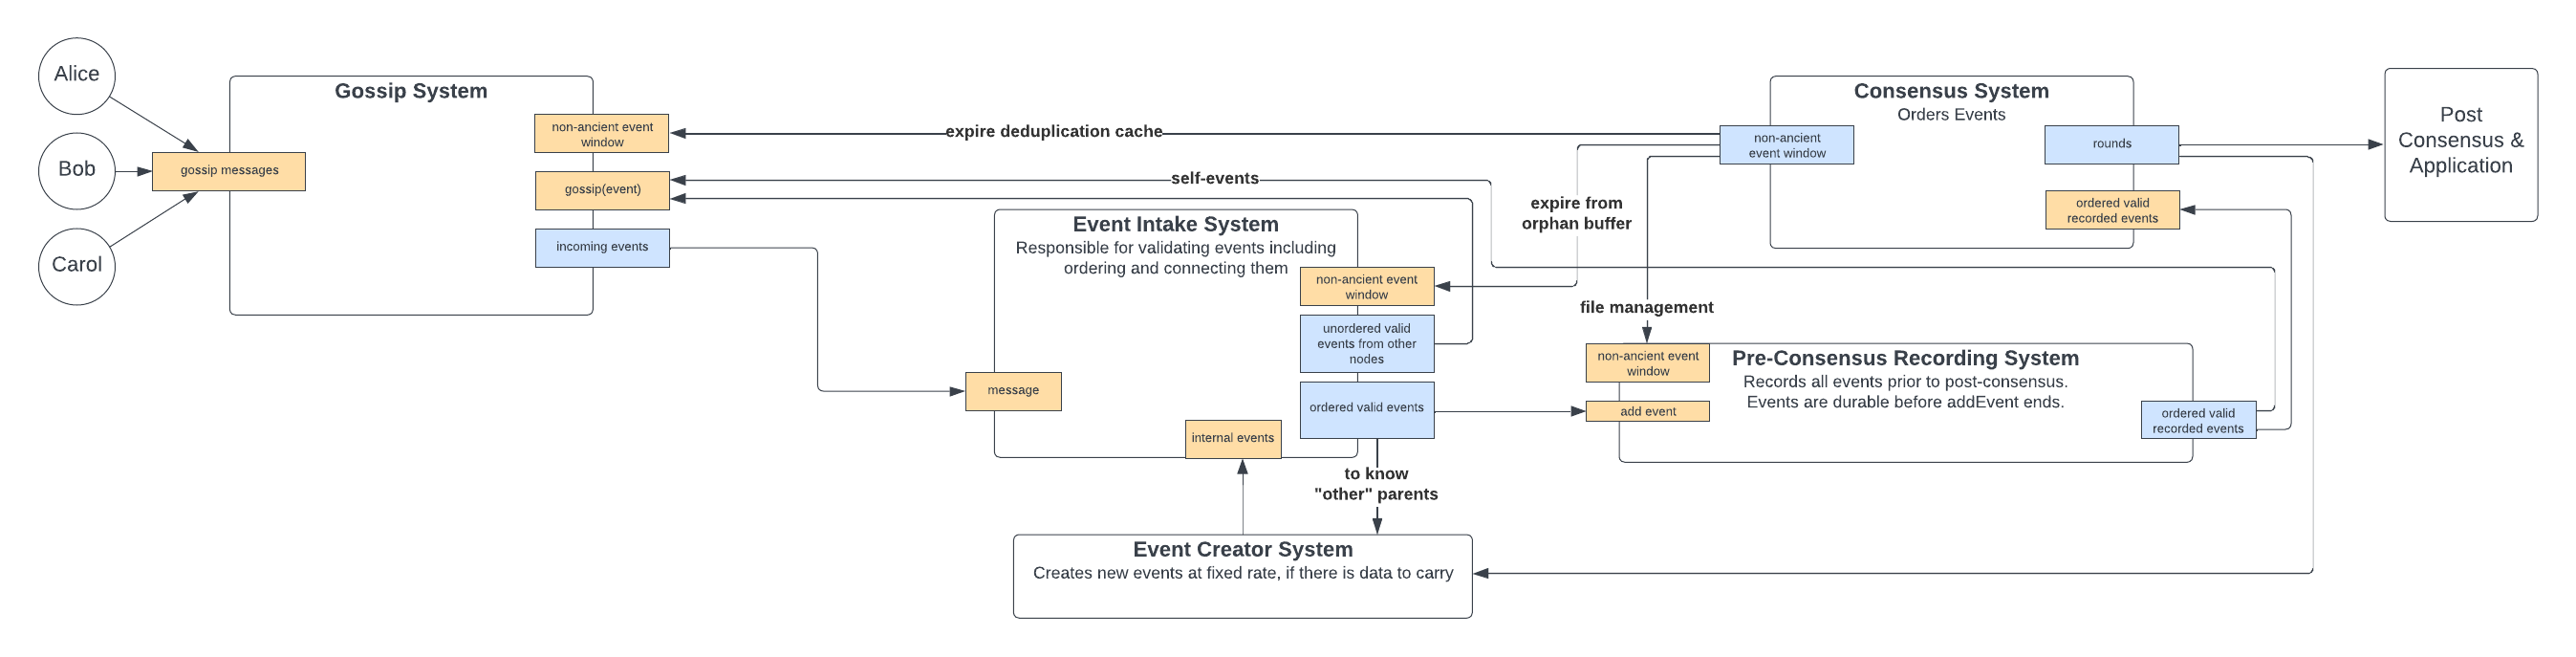 Alice
Bob
Carol
gossip messages
Gossip System
non-ancient event
window
gossip(event)
incoming events
expire deduplication cache
self-events
Event Intake System
Responsible for validating events including
ordering and connecting them
non-ancient event
window
unordered valid
events from other
nodes
ordered valid events
message
internal events
to know
"other" parents
Event Creator System
Creates new events at fixed rate, if there is data to carry
expire from
orphan buffer
file management
Consensus System
Orders Events
non-ancient
event window
rounds
ordered valid
recorded events
Pre-Consensus Recording System
Records all events prior to post-consensus.
Events are durable before addEvent ends.
non-ancient event
window
add event
ordered valid
recorded events
Post
Consensus &
Application